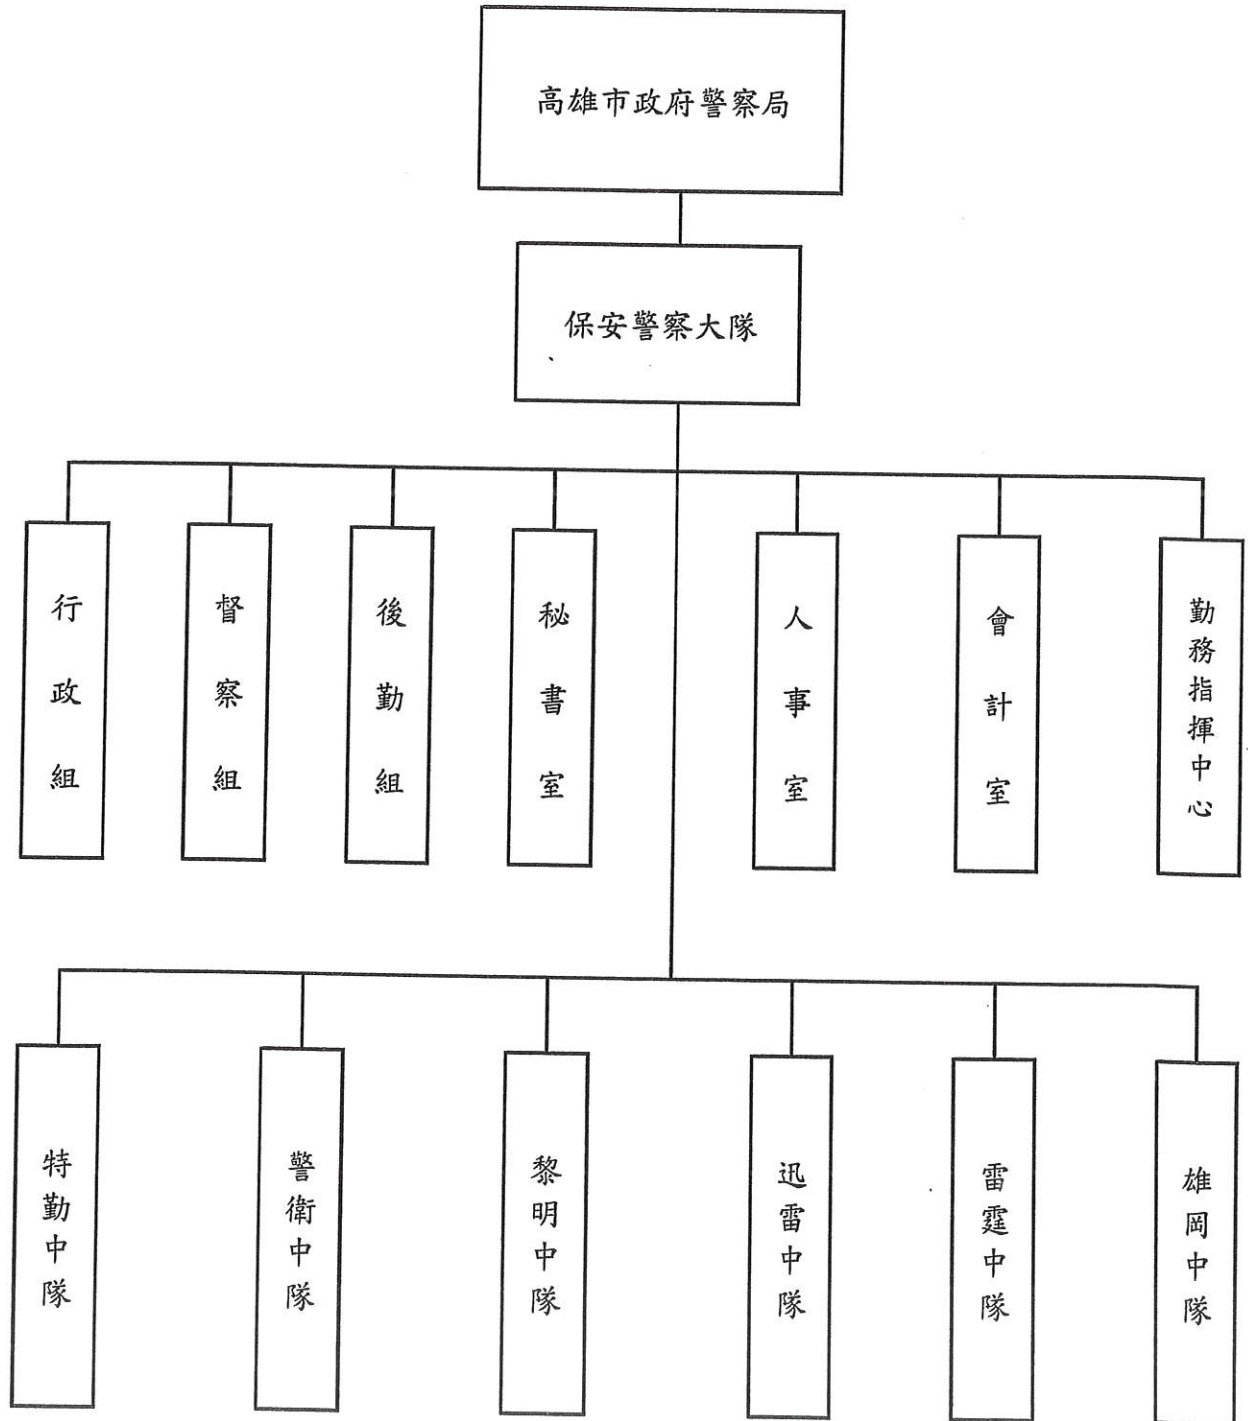 高雄市政府警察局
保安警察大隊
行政組
督察組
後勤組
秘書室
人事室
會計室
勤務指揮中心
特勤中隊
警衛中隊
黎明中隊
迅雷中隊
雷霆中隊
雄岡中隊